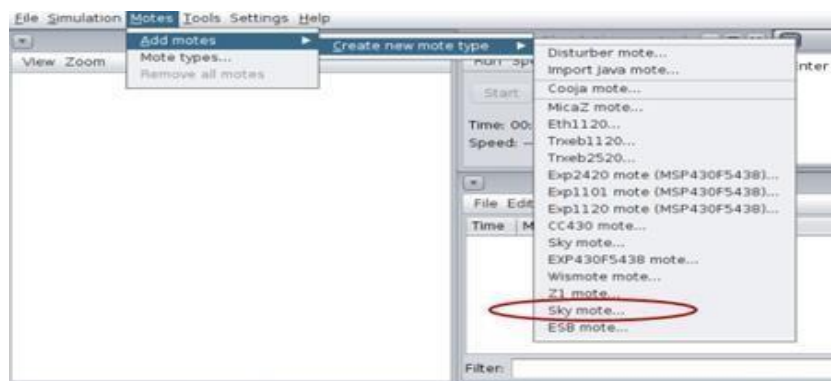 File Simulation Motes Tools Settings Help
Add motes
Mote types...
Remove all motes
Create new mote type
Disturber mote...
Import Java mote...
Cooja mote...
MicaZ mote...
Eth1120...
Trxeb1120...
Trxeb2520...
Exp2420 mote (MSP430F5438)...
Exp1101 mote (MSP430F5438)...
Exp1120 mote (MSP430F5438)...
CC430 mote...
Sky mote...
EXP430F5438 mote...
Wismote mote...
Z1 mote...
Sky mote...
ESB mote...
View Zoom
Run Spe
Start
Time: 00:
Speed: --
File Edit
Time M
Filter:
nter